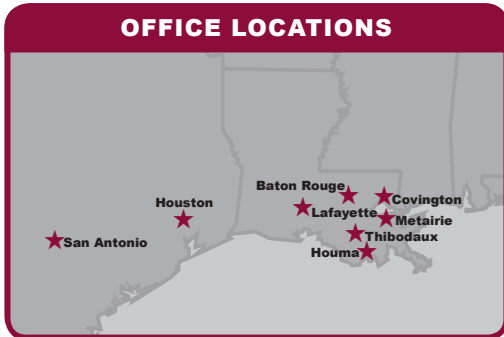 OFFICE LOCATIONS
Baton Rouge
Covington
Houston
Lafayette
Metairie
San Antonio
Thibodaux
Houma